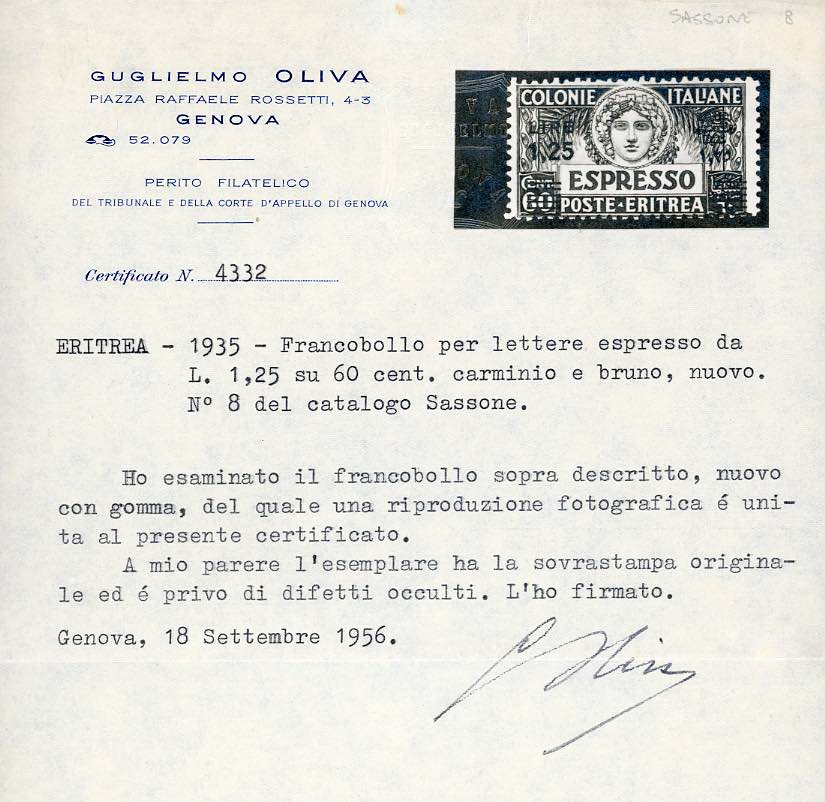 SASSONE 8
GUGLIELMO OLIVA
PIAZZA RAFFAELE ROSSETTI, 4-3
GENOVA
52.079
PERITO FILATELICO
DEL TRIBUNALE E DELLA CORTE D'APPELLO DI GENOVA
Certificato N. 4332
COLONIE ITALIANE
LIRE
1,25
ESPRESSO
60 POSTE ERITREA
ERITREA - 1935 - Francobollo per lettere espresso da
L. 1,25 su 60 cent. carminio e bruno, nuovo.
Nº 8 del catalogo Sassone.
Ho esaminato il francobollo sopra descritto, nuovo
con gomma, del quale una riproduzione fotografica é uni-
ta al presente certificato.
A mio parere l'esemplare ha la sovrastampa origina-
le ed é privo di difetti occulti. L'ho firmato.
Genova, 18 Settembre 1956.